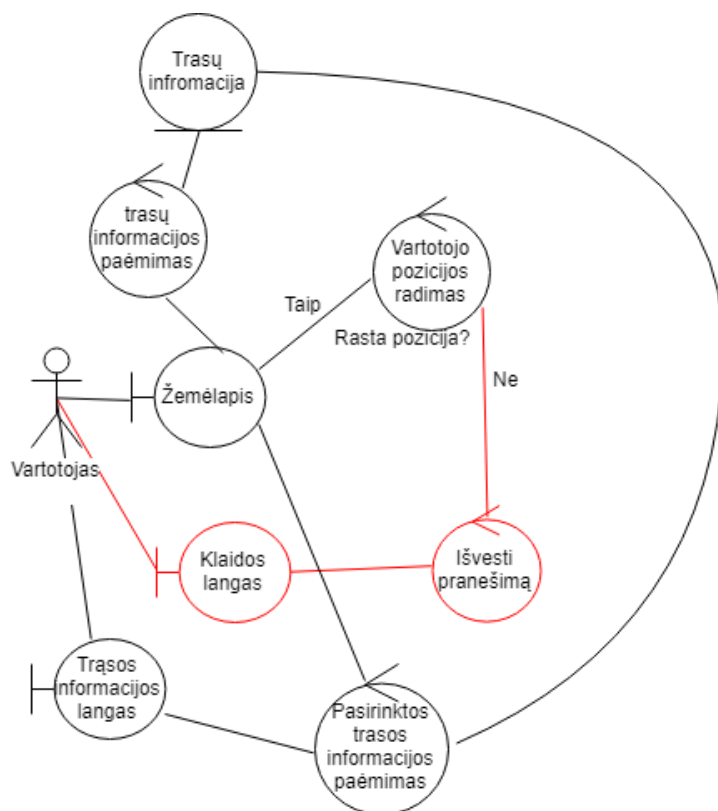 Trasų
infromacija
trasų
informacijos
paėmimas
Vartotojo
pozicijos
radimas
Taip
Rasta pozicija?
Žemėlapis
Ne
Vartotojas
Klaidos
langas
Išvesti
pranešimą
Trąsos
informacijos
langas
Pasirinktos
trasos
informacijos
paėmimas